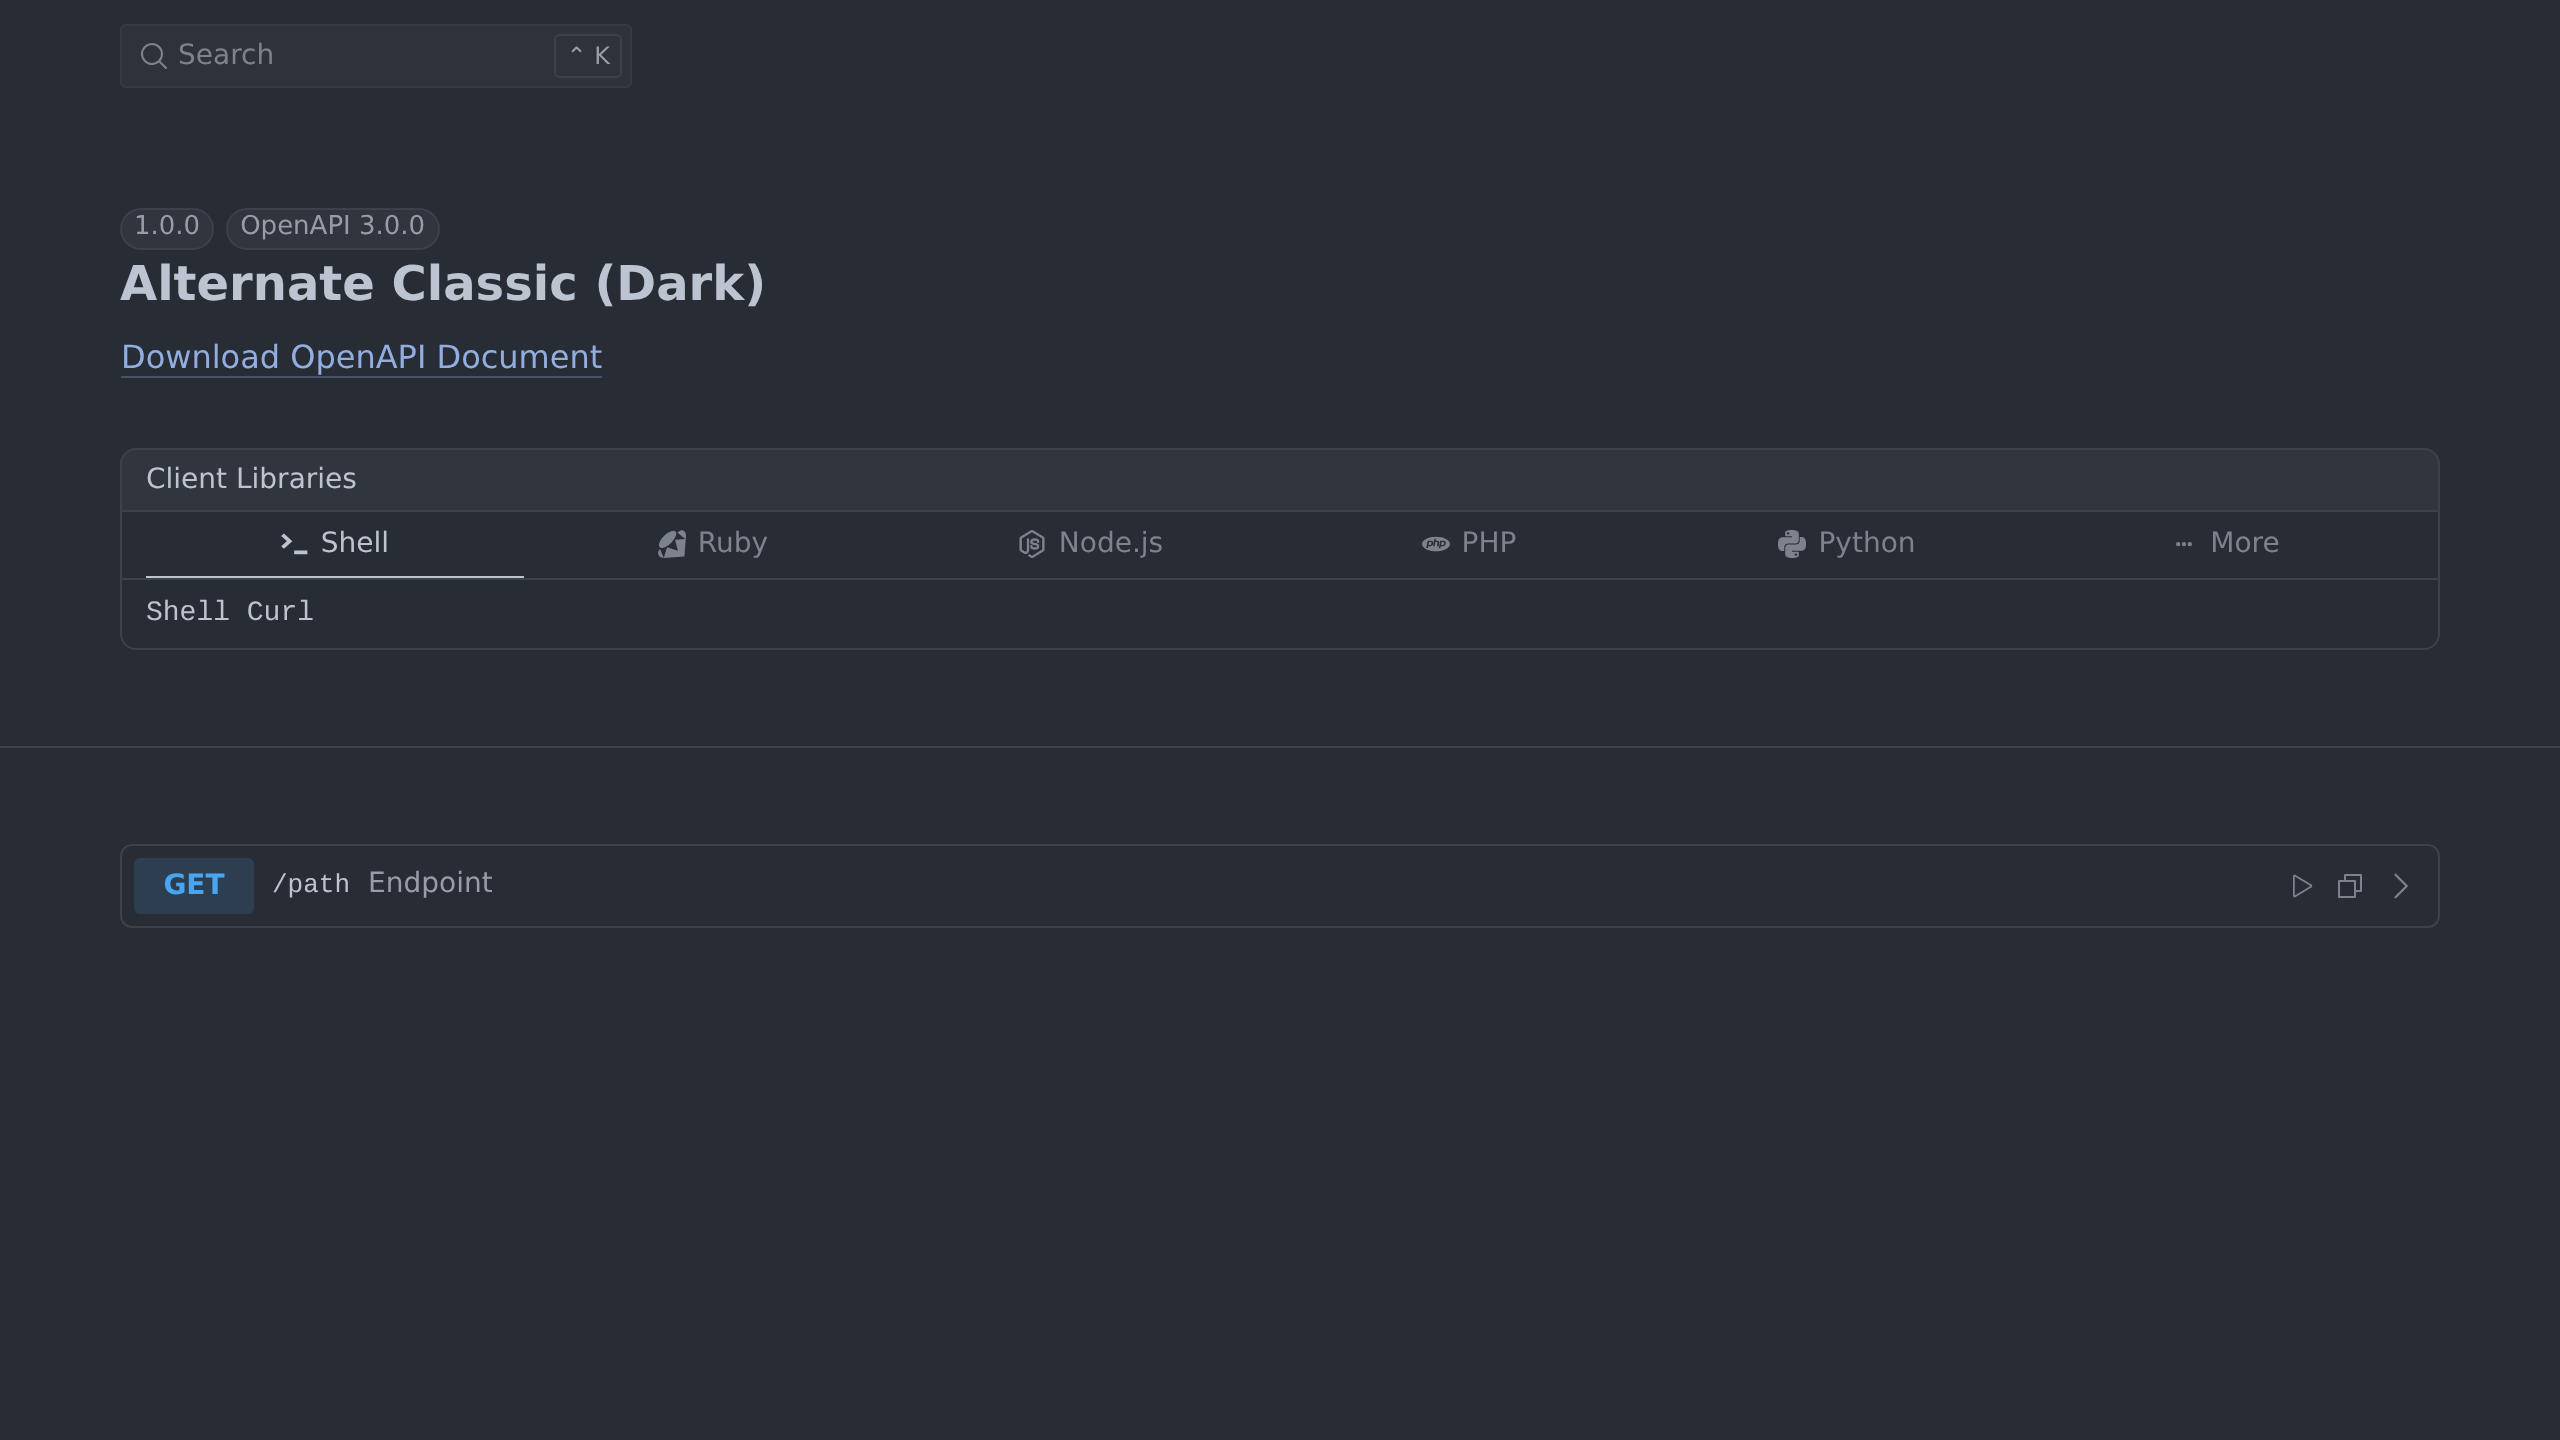 Search ⌃ K
1.0.0 OpenAPI 3.0.0
Alternate Classic (Dark)
Download OpenAPI Document
Client Libraries
Shell Ruby Node.js PHP Python More
Shell Curl
GET /path Endpoint